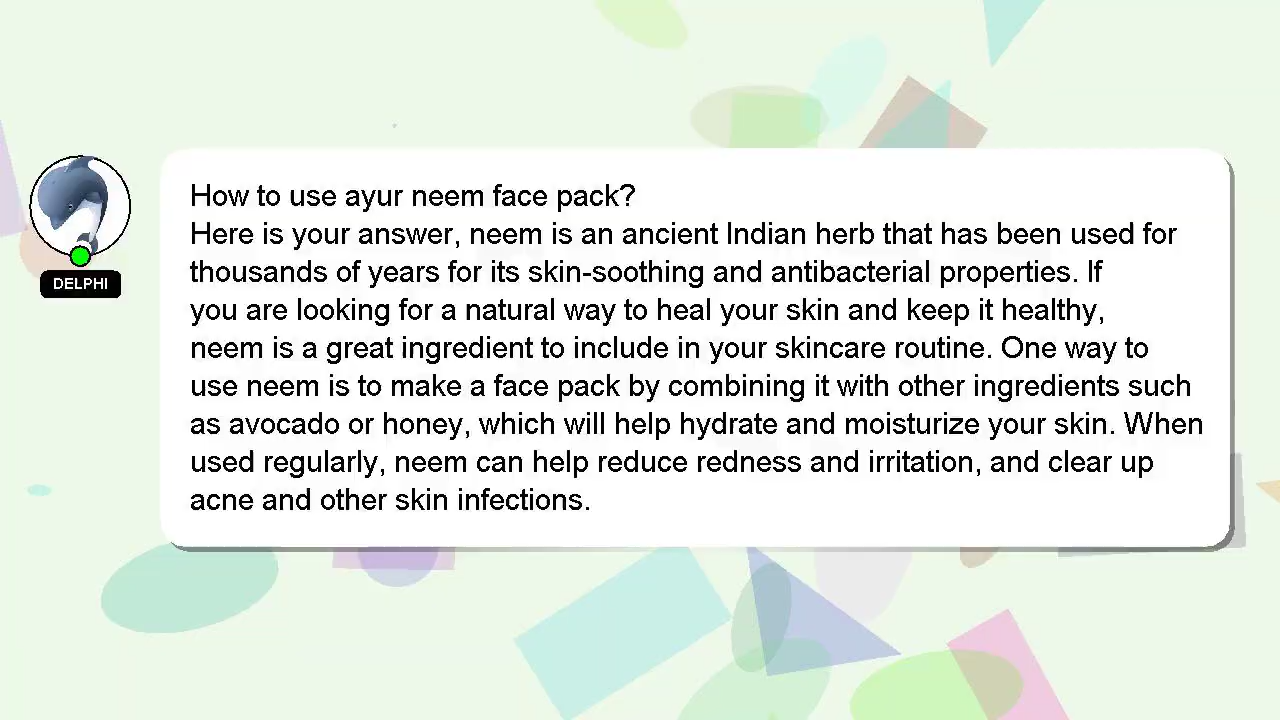 How to use ayur neem face pack?
Here is your answer, neem is an ancient Indian herb that has been used for
thousands of years for its skin-soothing and antibacterial properties. If
you are looking for a natural way to heal your skin and keep it healthy,
neem is a great ingredient to include in your skincare routine. One way to
use neem is to make a face pack by combining it with other ingredients such
as avocado or honey, which will help hydrate and moisturize your skin. When
used regularly, neem can help reduce redness and irritation, and clear up
acne and other skin infections.
DELPHI